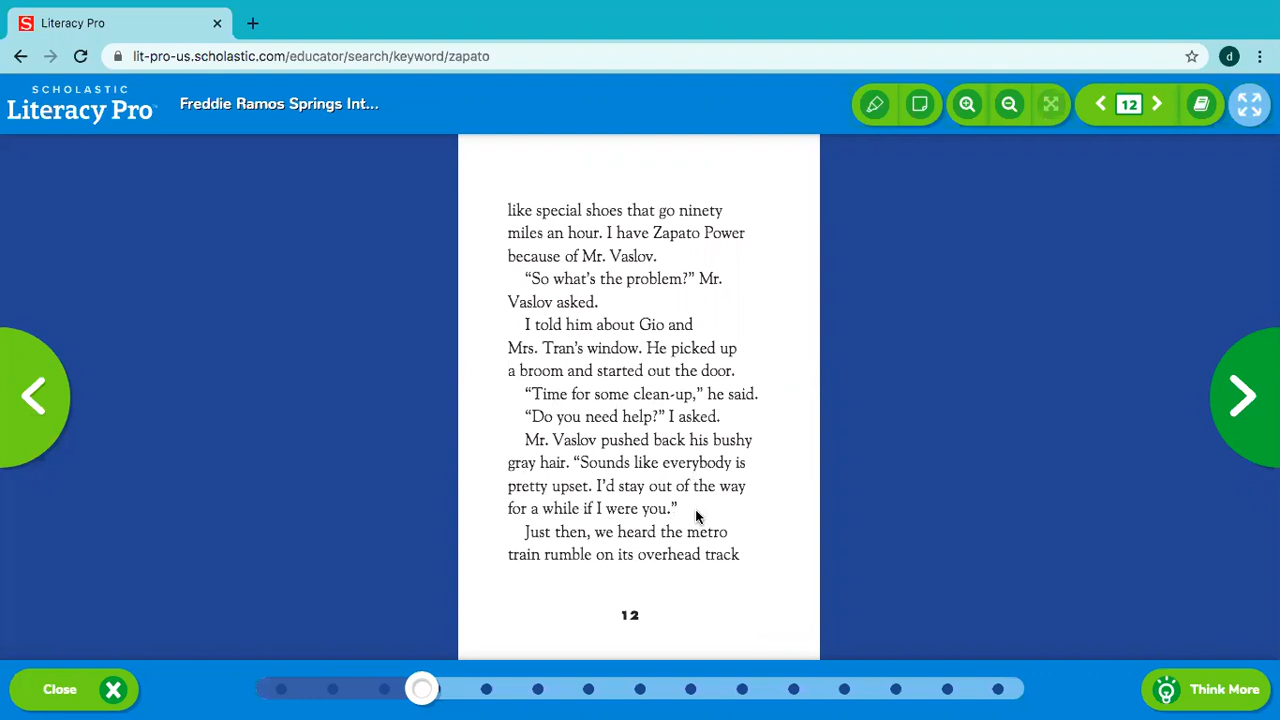 Literacy Pro
lit-pro-us.scholastic.com/educator/search/keyword/zapato
d
SCHOLASTIC
Literacy Pro
Freddie Ramos Springs Int...
12
like special shoes that go ninety
miles an hour. I have Zapato Power
because of Mr. Vaslov.
“So what’s the problem?” Mr.
Vaslov asked.
I told him about Gio and
Mrs. Tran’s window. He picked up
a broom and started out the door.
“Time for some clean-up,” he said.
“Do you need help?” I asked.
Mr. Vaslov pushed back his bushy
gray hair. “Sounds like everybody is
pretty upset. I’d stay out of the way
for a while if I were you.”
Just then, we heard the metro
train rumble on its overhead track
12
Close
Think More